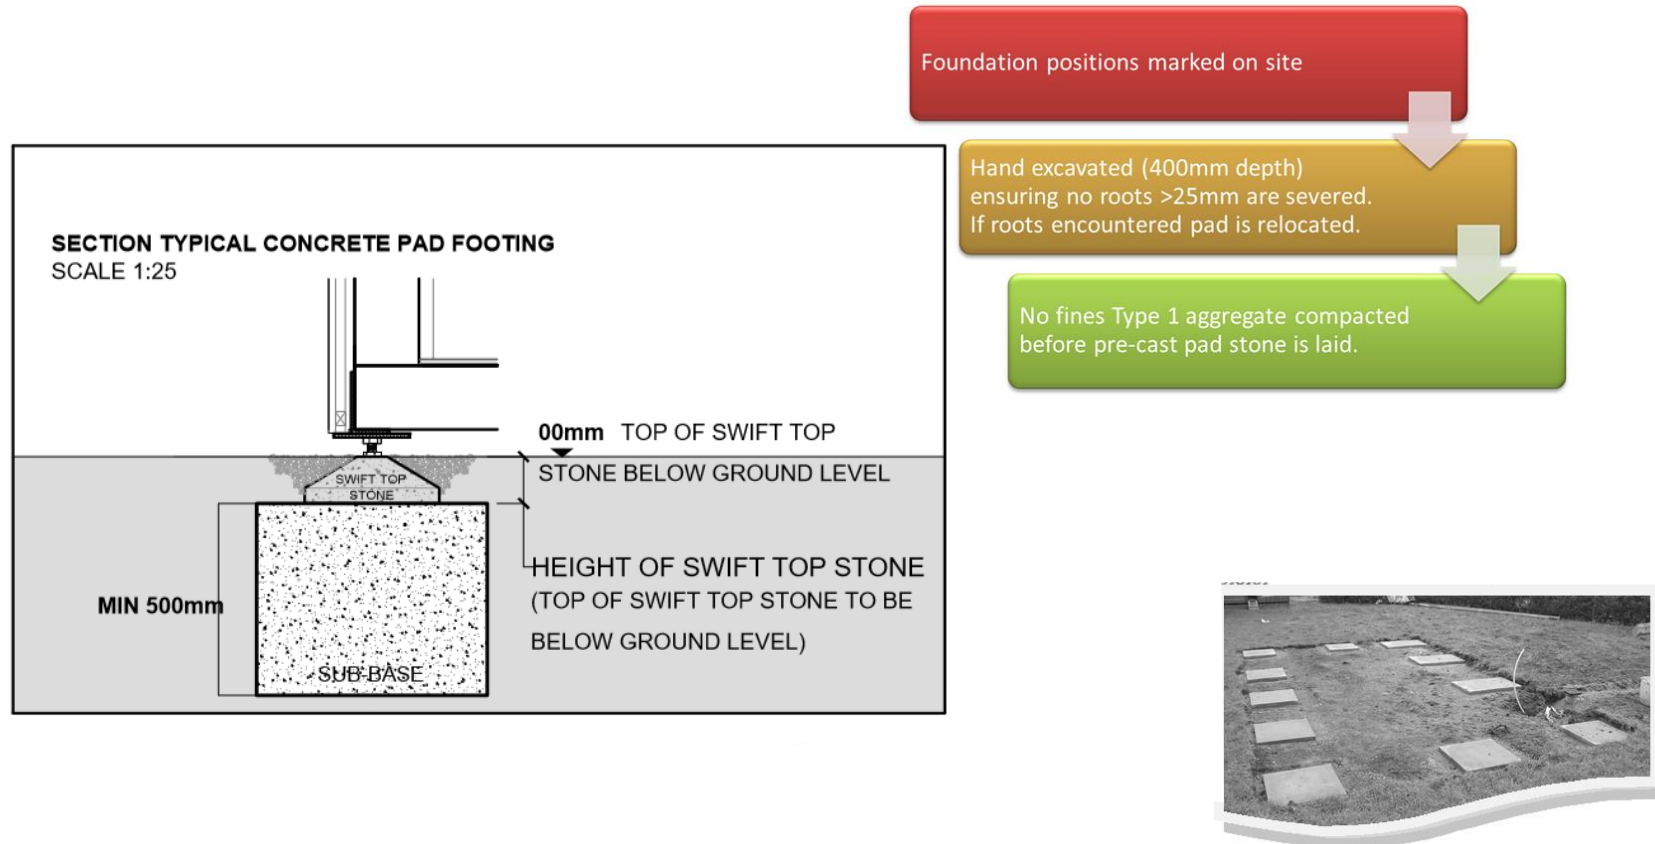 Foundation positions marked on site
Hand excavated (400mm depth)
ensuring no roots >25mm are severed.
If roots encountered pad is relocated.
No fines Type 1 aggregate compacted
before pre-cast pad stone is laid.
SECTION TYPICAL CONCRETE PAD FOOTING
SCALE 1:25
00mm TOP OF SWIFT TOP
STONE BELOW GROUND LEVEL
SWIFT TOP
STONE
HEIGHT OF SWIFT TOP STONE
(TOP OF SWIFT TOP STONE TO BE
BELOW GROUND LEVEL)
MIN 500mm
SUB-BASE